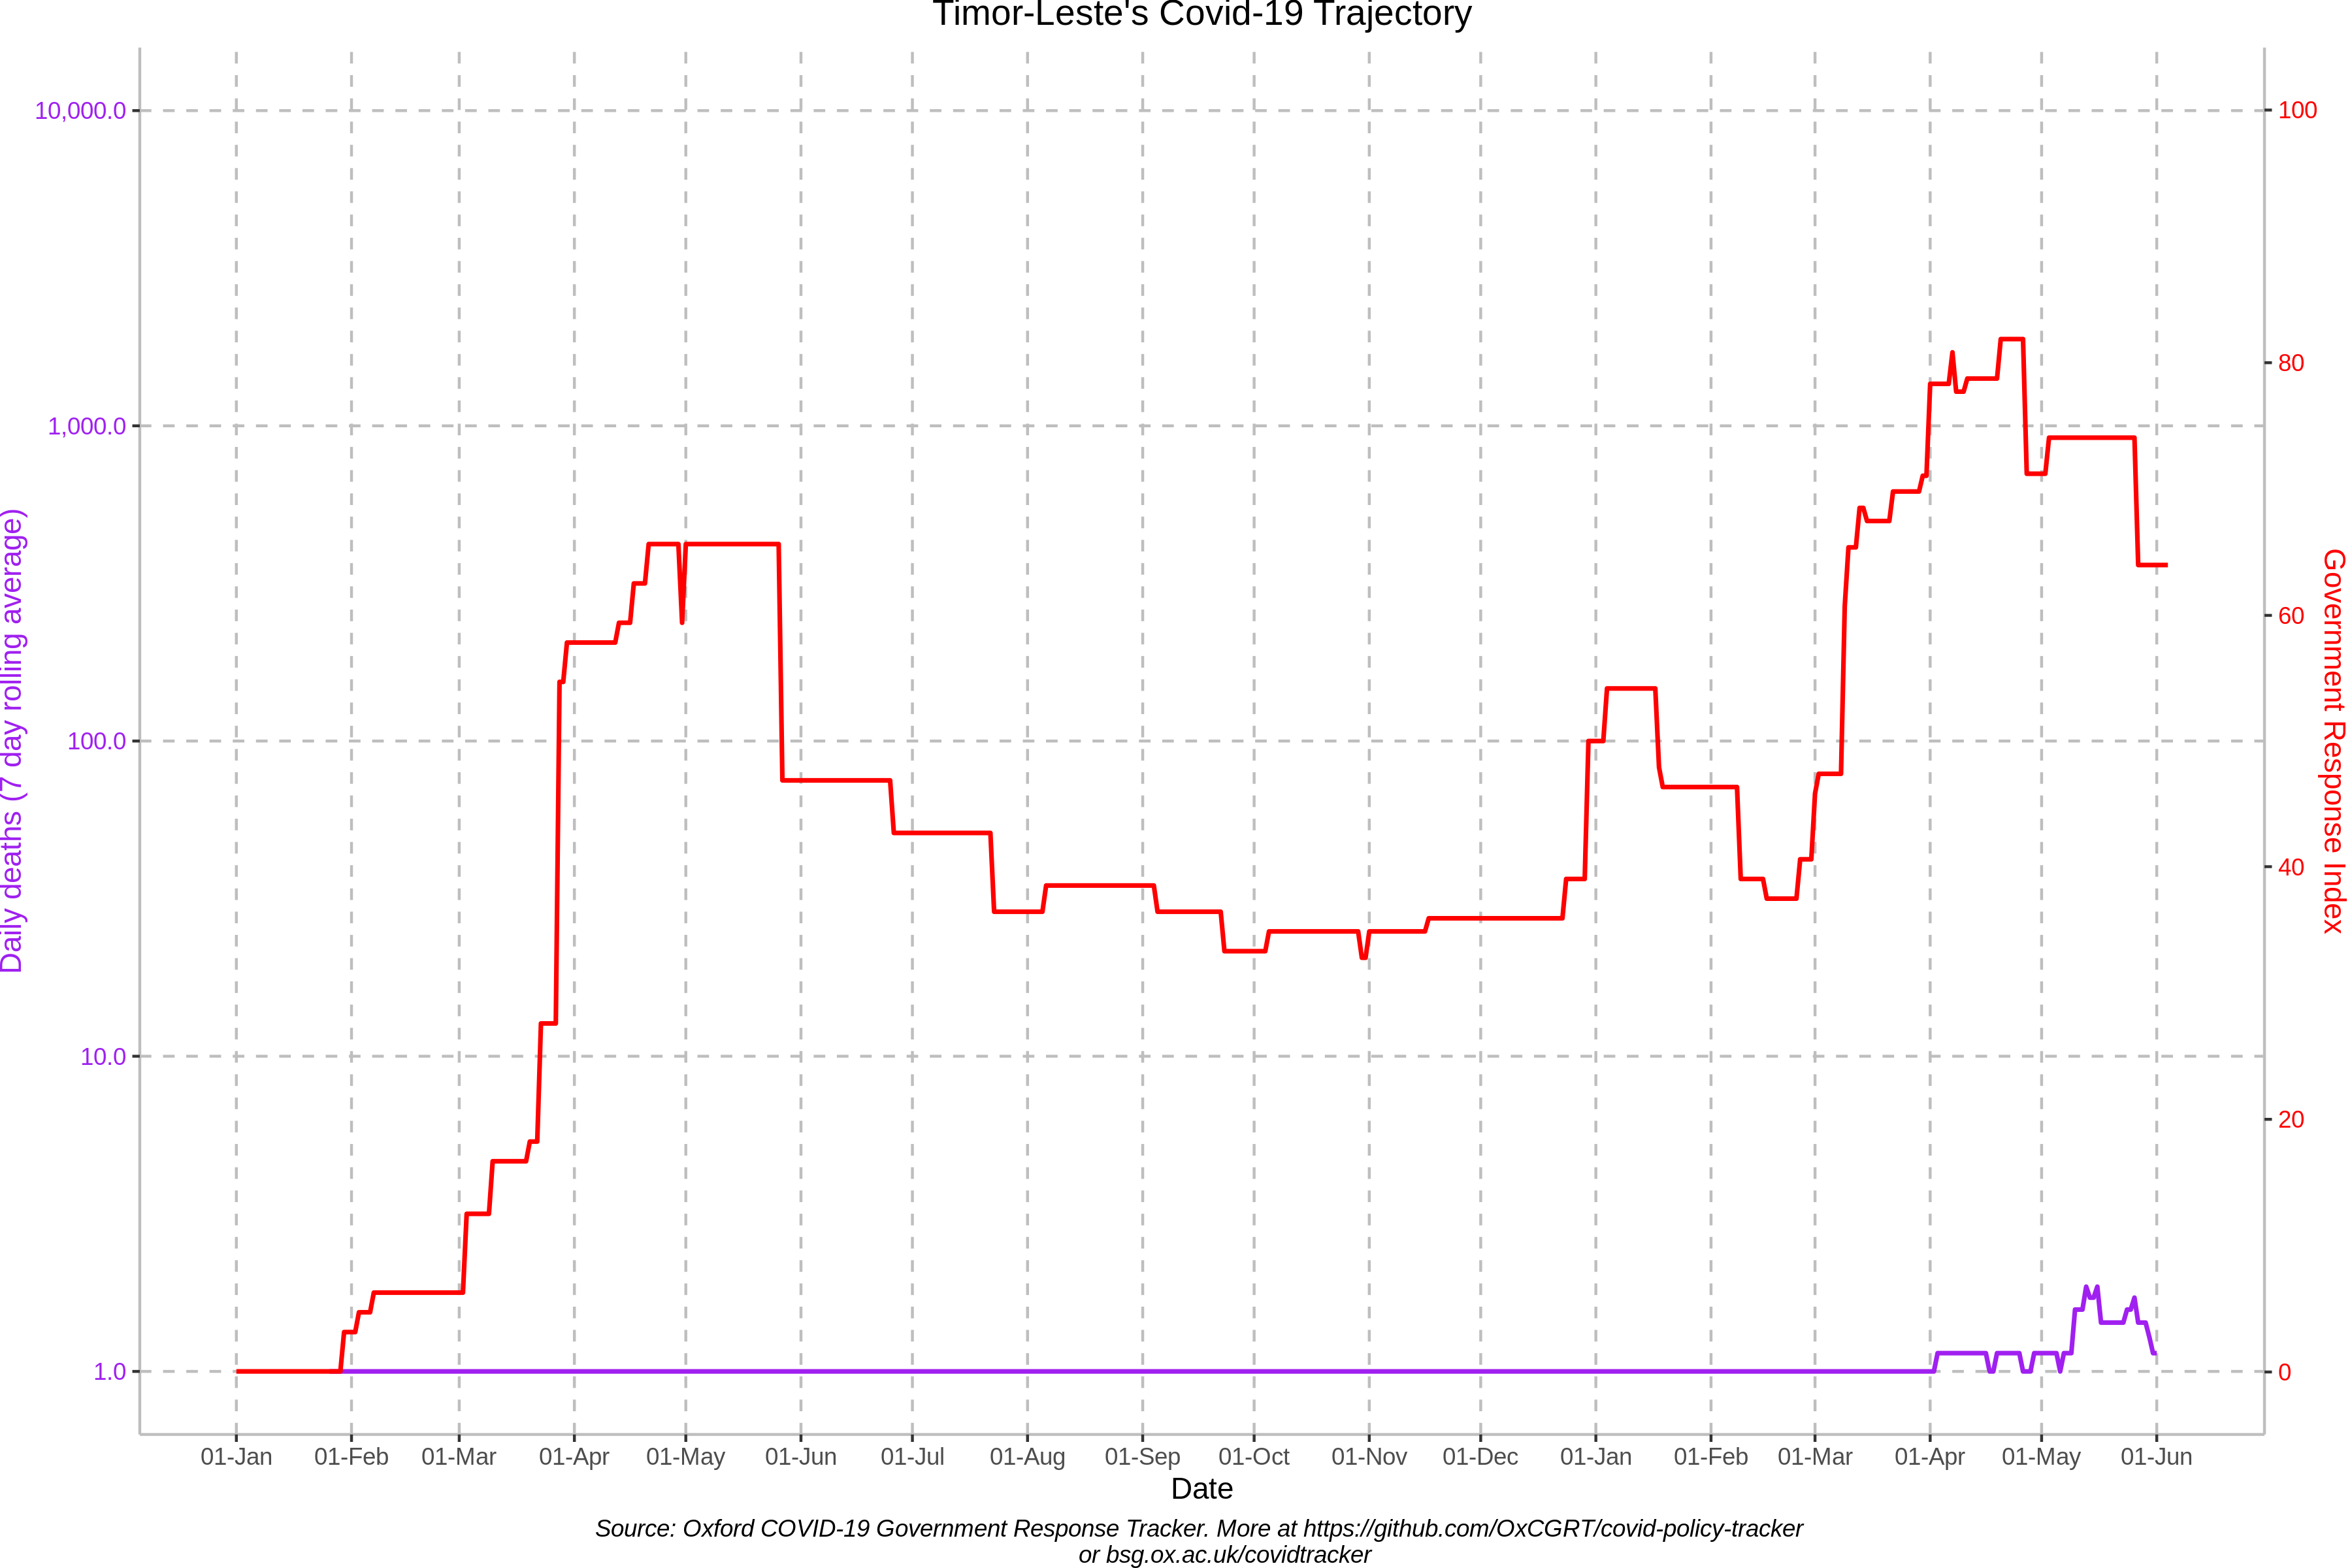 Timor-Leste's Covid-19 Trajectory
10,000.0
1,000.0
100.0
10.0
1.0
Daily deaths (7 day rolling average)
100
80
60
40
20
0
Government Response Index
01-Jan 01-Feb 01-Mar 01-Apr 01-May 01-Jun 01-Jul 01-Aug 01-Sep 01-Oct 01-Nov 01-Dec 01-Jan 01-Feb 01-Mar 01-Apr 01-May 01-Jun
Date
Source: Oxford COVID-19 Government Response Tracker. More at https://github.com/OxCGRT/covid-policy-tracker
or bsg.ox.ac.uk/covidtracker